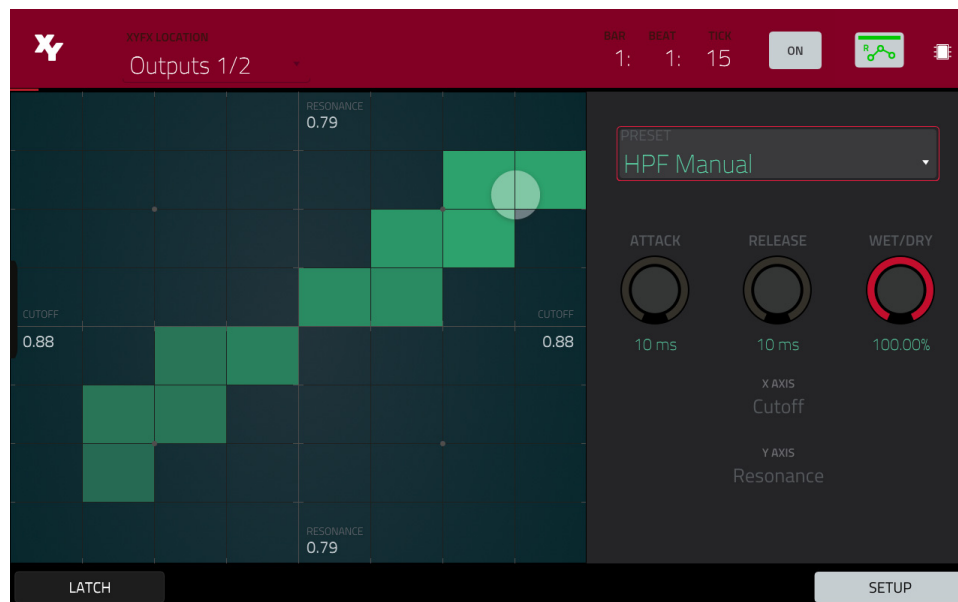 XY
XYFX LOCATION
Outputs 1/2
BAR BEAT TICK
1: 1: 15
ON
R
RESONANCE
0.79
PRESET
HPF Manual
ATTACK RELEASE WET/DRY
CUTOFF CUTOFF
0.88 0.88
10 ms 10 ms 100.00%
X AXIS
Cutoff
Y AXIS
Resonance
RESONANCE
0.79
LATCH SETUP